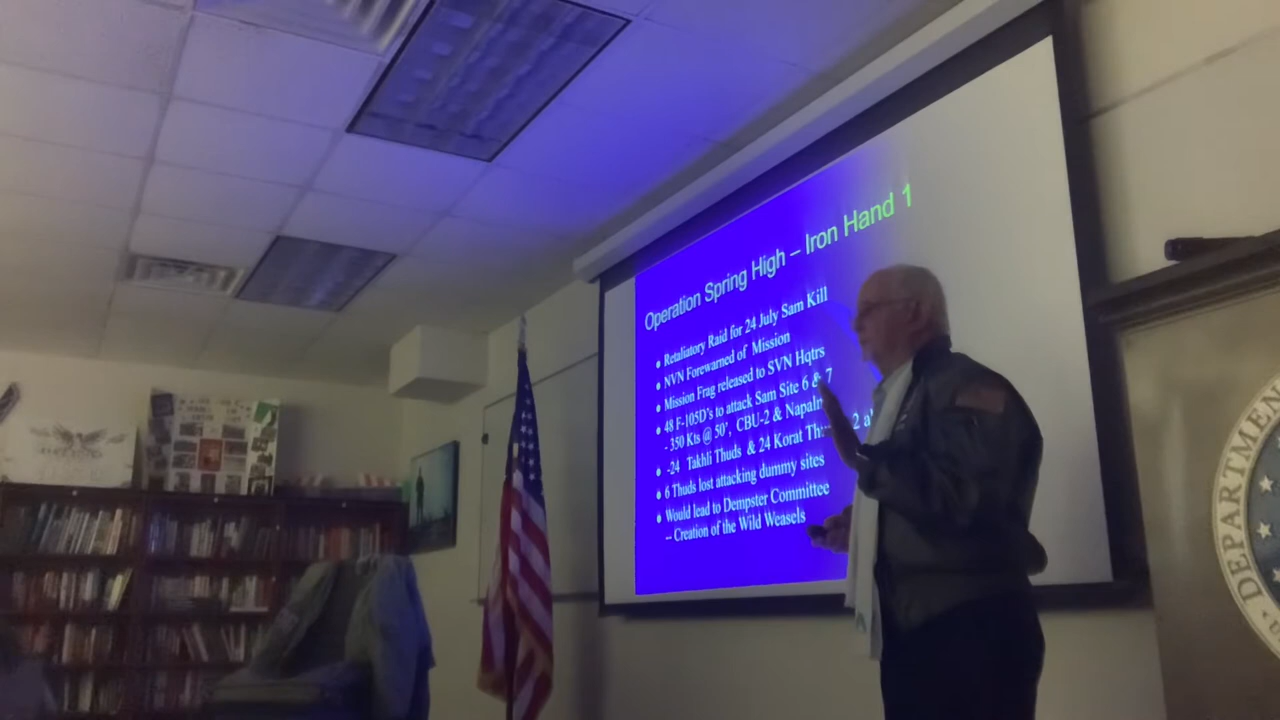 Operation Spring High – Iron Hand 1
• Retaliatory Raid for 24 July Sam Kill
• NVN Forewarned of Mission
• Mission Frag released to SVN Hqtrs
• 48 F-105D's to attack Sam Site 6 & 7
- 350 Kts @ 50', CBU-2 & Napalm
• -24 Takhli Thuds & 24 Korat
• 6 Thuds lost attacking dummy sites
• Would lead to Dempster Committee
-- Creation of the Wild Weasels
DEPARTMEN